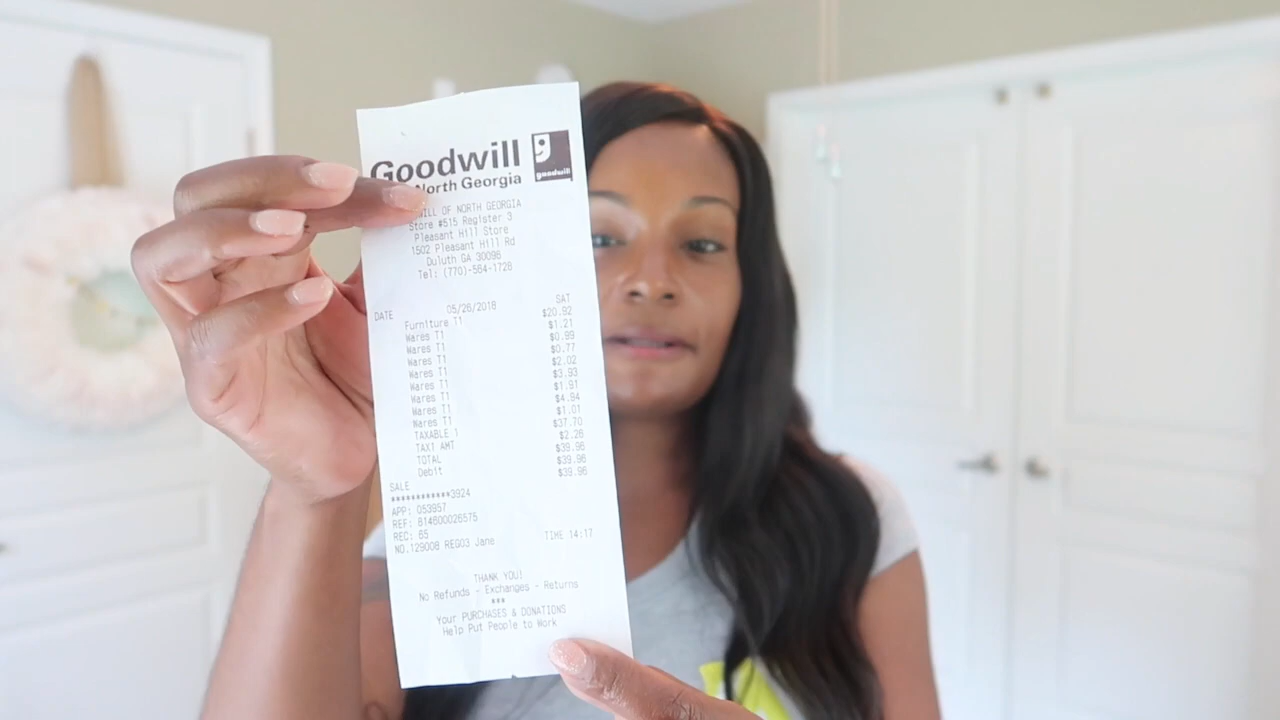 Goodwill
North Georgia
goodwill
WILL OF NORTH GEORGIA
Store #515 Register 3
Pleasant Hill Store
1502 Pleasant Hill Rd
Duluth GA 30096
Tel: (770)-564-1726
DATE 05/26/2018 SAT
Furniture T1 $20.92
Wares T1 $1.21
Wares T1 $0.99
Wares T1 $0.77
Wares T1 $2.02
Wares T1 $3.93
Wares T1 $1.91
Wares T1 $4.94
Wares T1 $1.01
TAXABLE 1 $37.70
TAX1 AMT $2.26
TOTAL $39.96
Debit $39.96
SALE
************3924
APP: 053957
REF: 814600026575
REC: 65
NO.129008 REG03 Jane TIME 14:17
THANK YOU!
No Refunds - Exchanges - Returns
***
Your PURCHASES & DONATIONS
Help Put People to Work